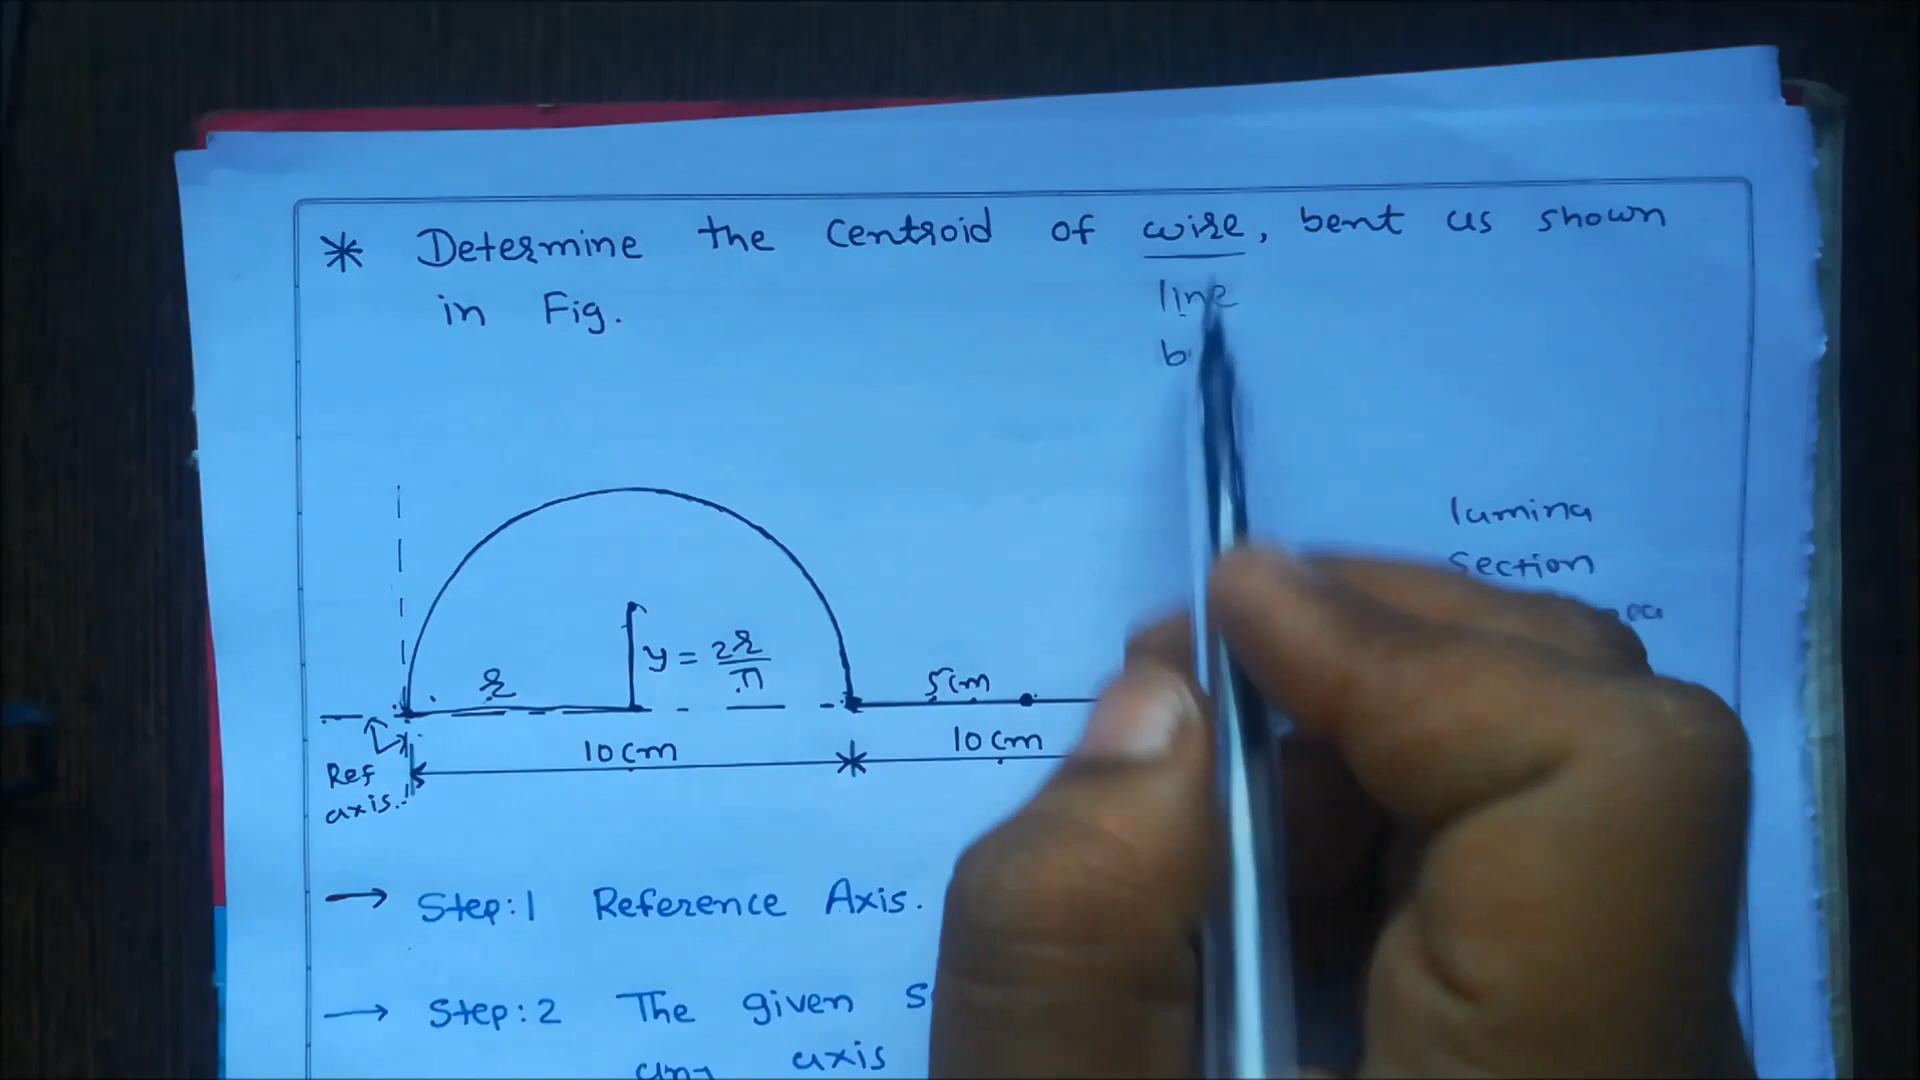 * Determine the centroid of wire, bent as shown
in Fig.
line
b
lamina
Section
r
y = 2r/π
5cm
10cm
10cm
Ref
axis.
→ Step:1 Reference Axis.
→ Step:2 The given
any axis